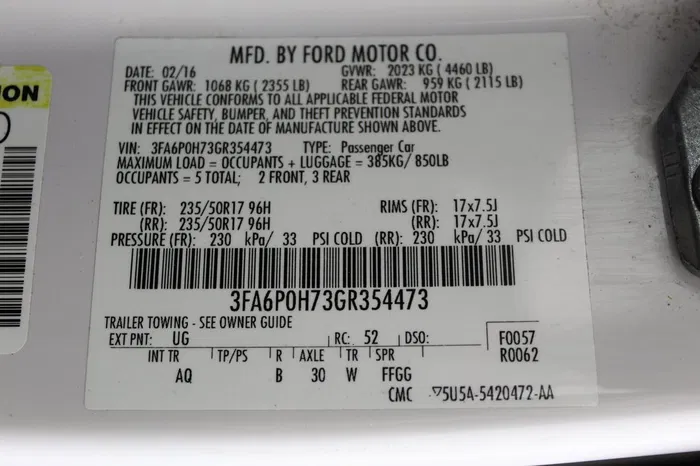 MFD. BY FORD MOTOR CO.
DATE: 02/16 GVWR: 2023 KG ( 4460 LB)
FRONT GAWR: 1068 KG ( 2355 LB) REAR GAWR: 959 KG ( 2115 LB)
THIS VEHICLE CONFORMS TO ALL APPLICABLE FEDERAL MOTOR
VEHICLE SAFETY, BUMPER, AND THEFT PREVENTION STANDARDS
IN EFFECT ON THE DATE OF MANUFACTURE SHOWN ABOVE.
VIN: 3FA6P0H73GR354473 TYPE: Passenger Car
MAXIMUM LOAD = OCCUPANTS + LUGGAGE = 385KG/ 850LB
OCCUPANTS = 5 TOTAL; 2 FRONT, 3 REAR
TIRE (FR): 235/50R17 96H RIMS (FR): 17x7.5J
(RR): 235/50R17 96H (RR): 17x7.5J
PRESSURE (FR): 230 kPa/ 33 PSI COLD (RR): 230 kPa/ 33 PSI COLD
3FA6P0H73GR354473
TRAILER TOWING - SEE OWNER GUIDE
EXT PNT: UG RC: 52 DSO: F0057
INT TR TP/PS R AXLE TR SPR R0062
AQ B 30 W FFGG
CMC 5U5A-5420472-AA